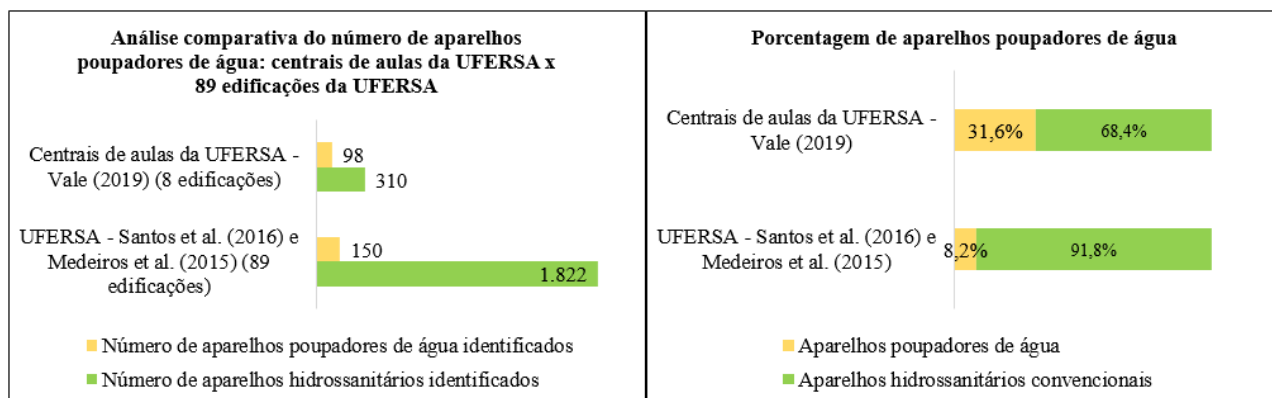 Análise comparativa do número de aparelhos
poupadores de água: centrais de aulas da UFERSA x
89 edificações da UFERSA
Centrais de aulas da UFERSA -
Vale (2019) (8 edificações)
98
310
UFERSA - Santos et al. (2016) e
Medeiros et al. (2015) (89
edificações)
150
1.822
Número de aparelhos poupadores de água identificados
Número de aparelhos hidrossanitários identificados
Porcentagem de aparelhos poupadores de água
Centrais de aulas da UFERSA -
Vale (2019)
31,6%
68,4%
UFERSA - Santos et al. (2016) e
Medeiros et al. (2015)
8,2%
91,8%
Aparelhos poupadores de água
Aparelhos hidrossanitários convencionais